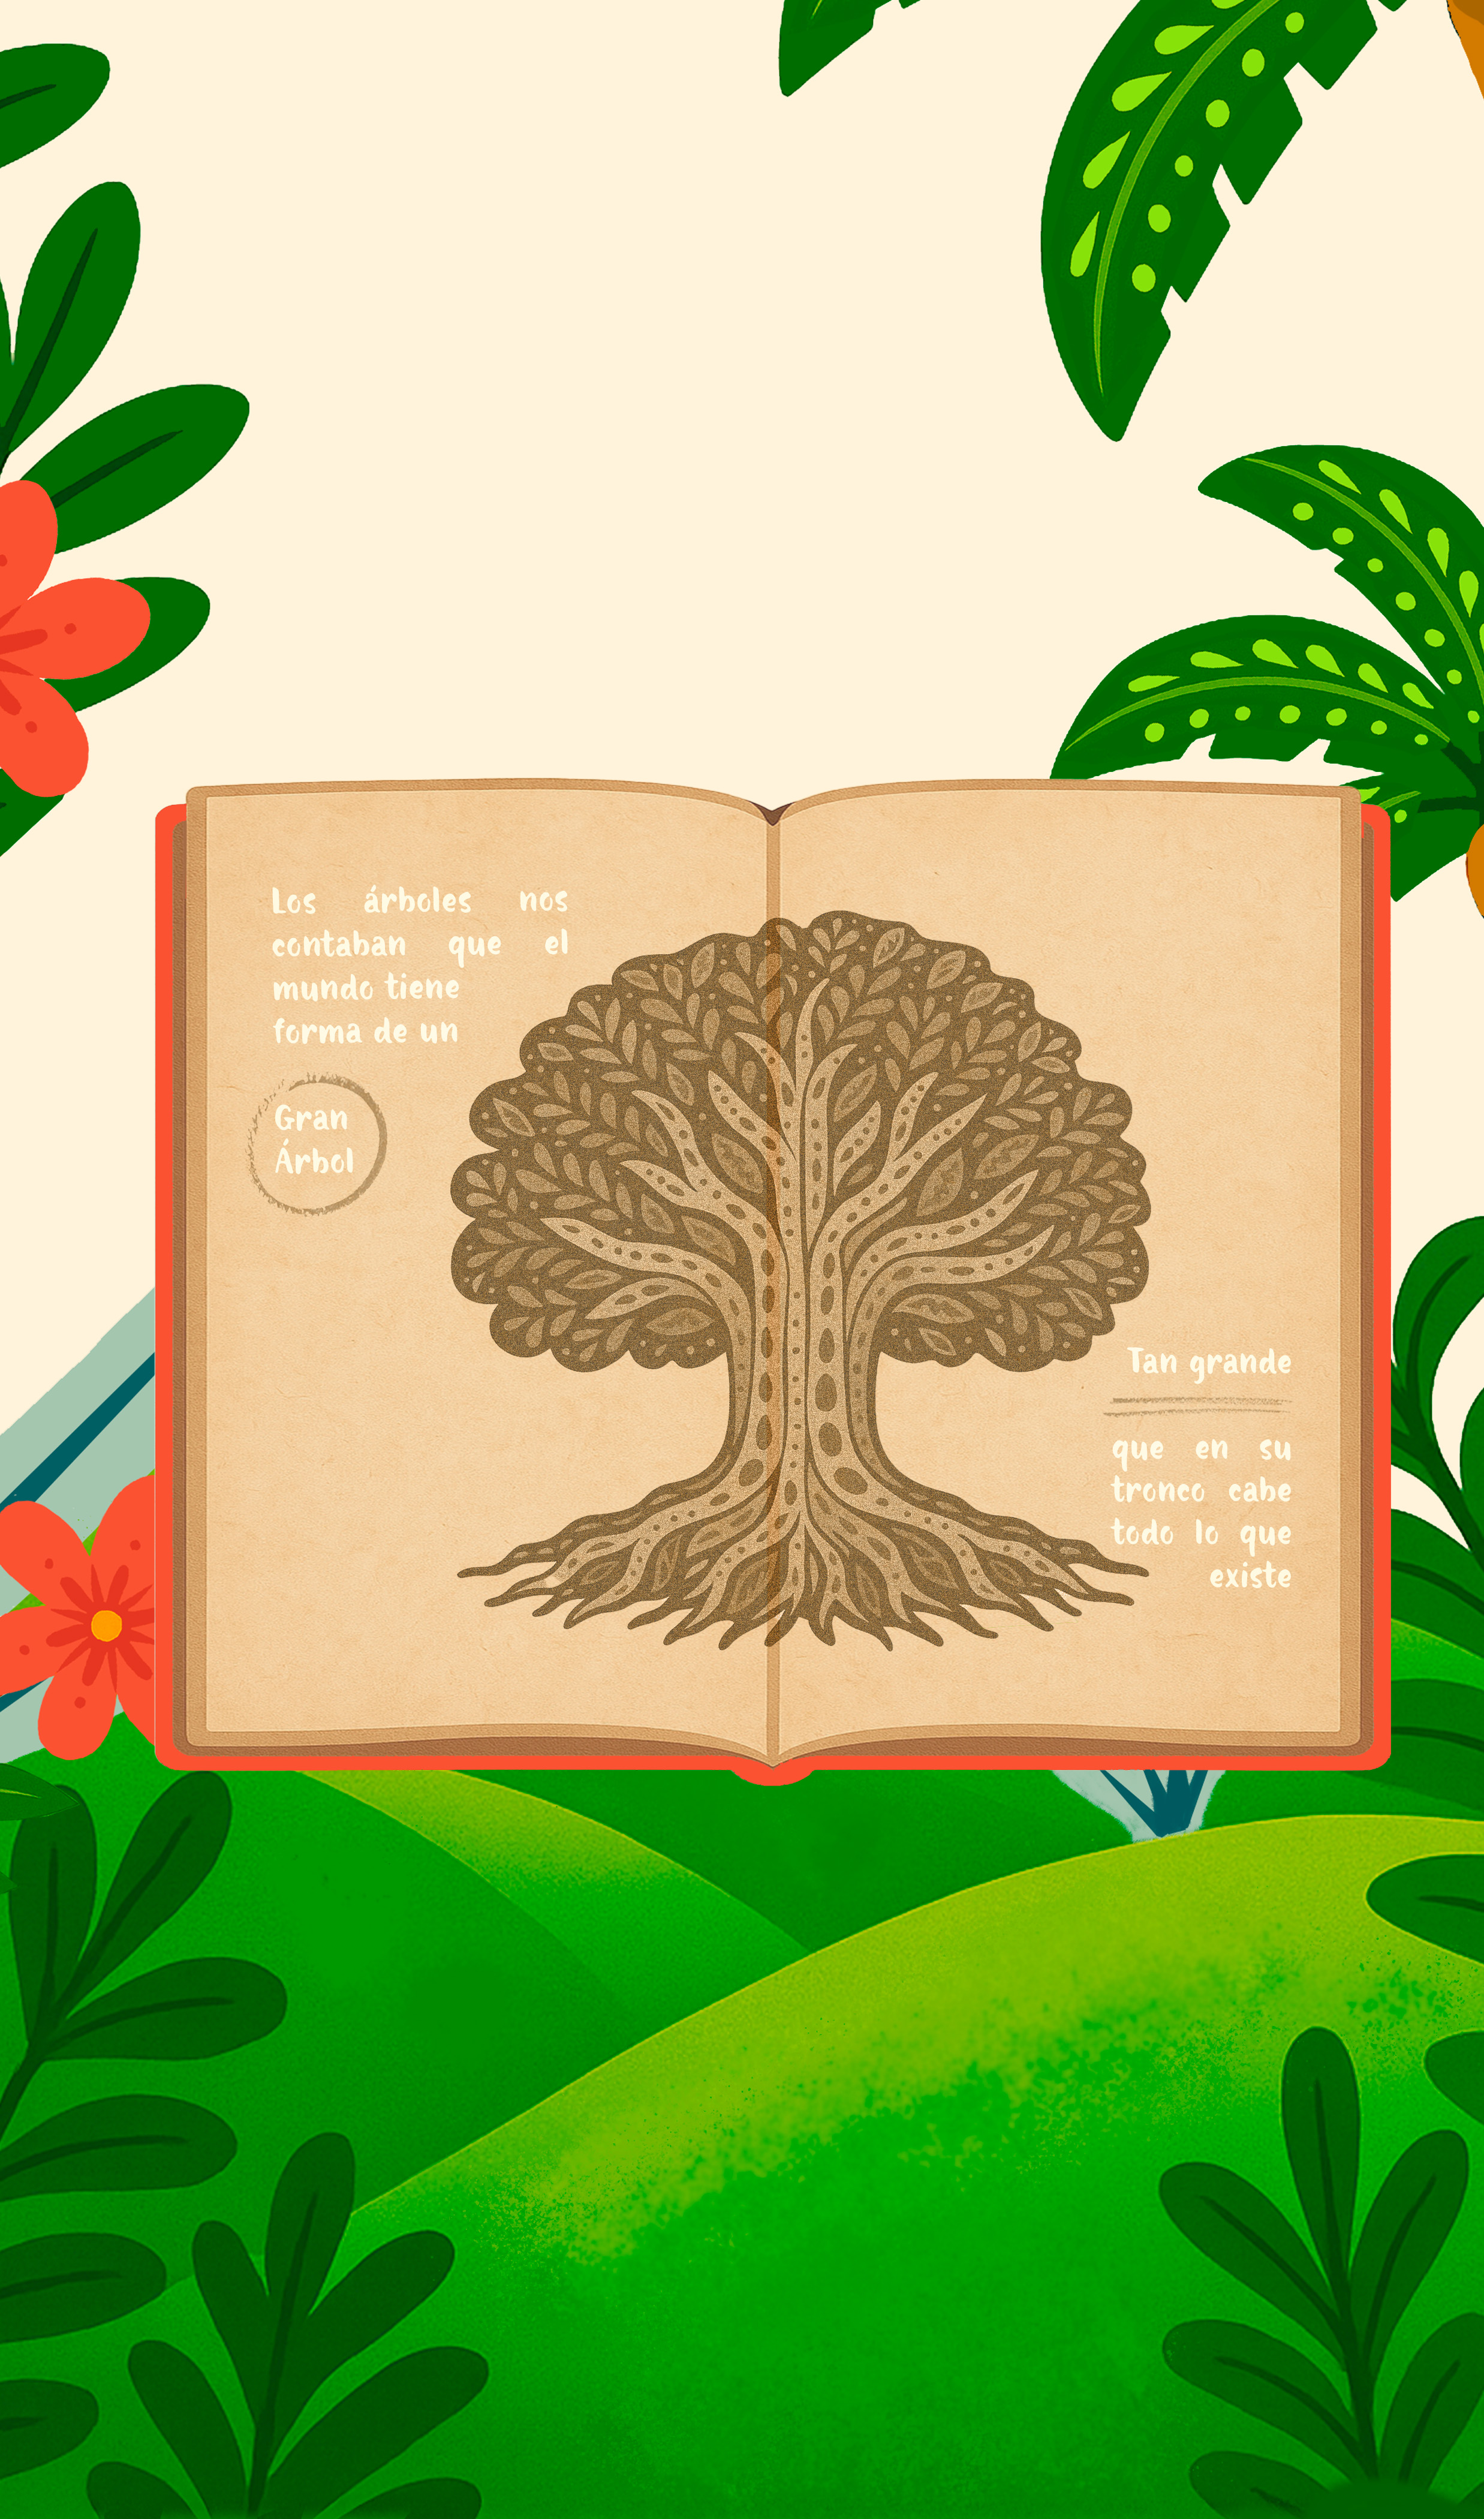 Los árboles nos
contaban que el
mundo tiene
forma de un
Gran
Árbol
Tan grande
que en su
tronco cabe
todo lo que
existe